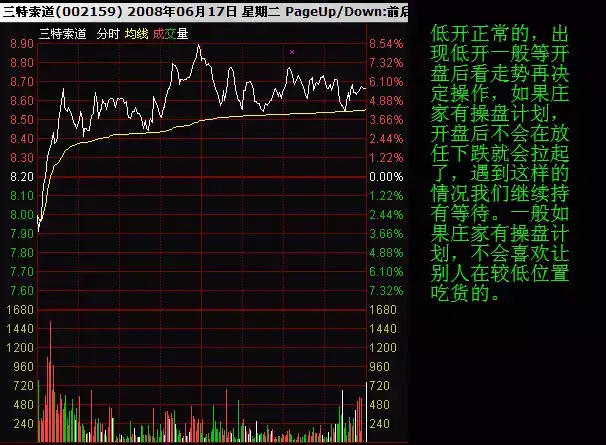 三特索道(002159) 2008年06月17日 星期二 PageUp/Down:前后
三特索道 分时 均线 成交量
8.90 8.54%
8.80 7.32%
8.70 6.10%
8.60 4.88%
8.50 3.66%
8.40 2.44%
8.30 1.22%
8.20 0.00%
8.10 1.22%
8.00 2.44%
7.90 3.66%
7.80 4.88%
7.70 6.10%
7.60 7.32%
1680 1680
1440 1440
1200 1200
960 960
720 720
480 480
240 240
低开正常的，出
现低开一般等开
盘后看走势再决
定操作，如果庄
家有操盘计划，
开盘后不会在放
任下跌就会拉起
了，遇到这样的
情况我们继续持
有等待。一般如
果庄家有操盘计
划，不会喜欢让
别人在较低位置
吃货的。